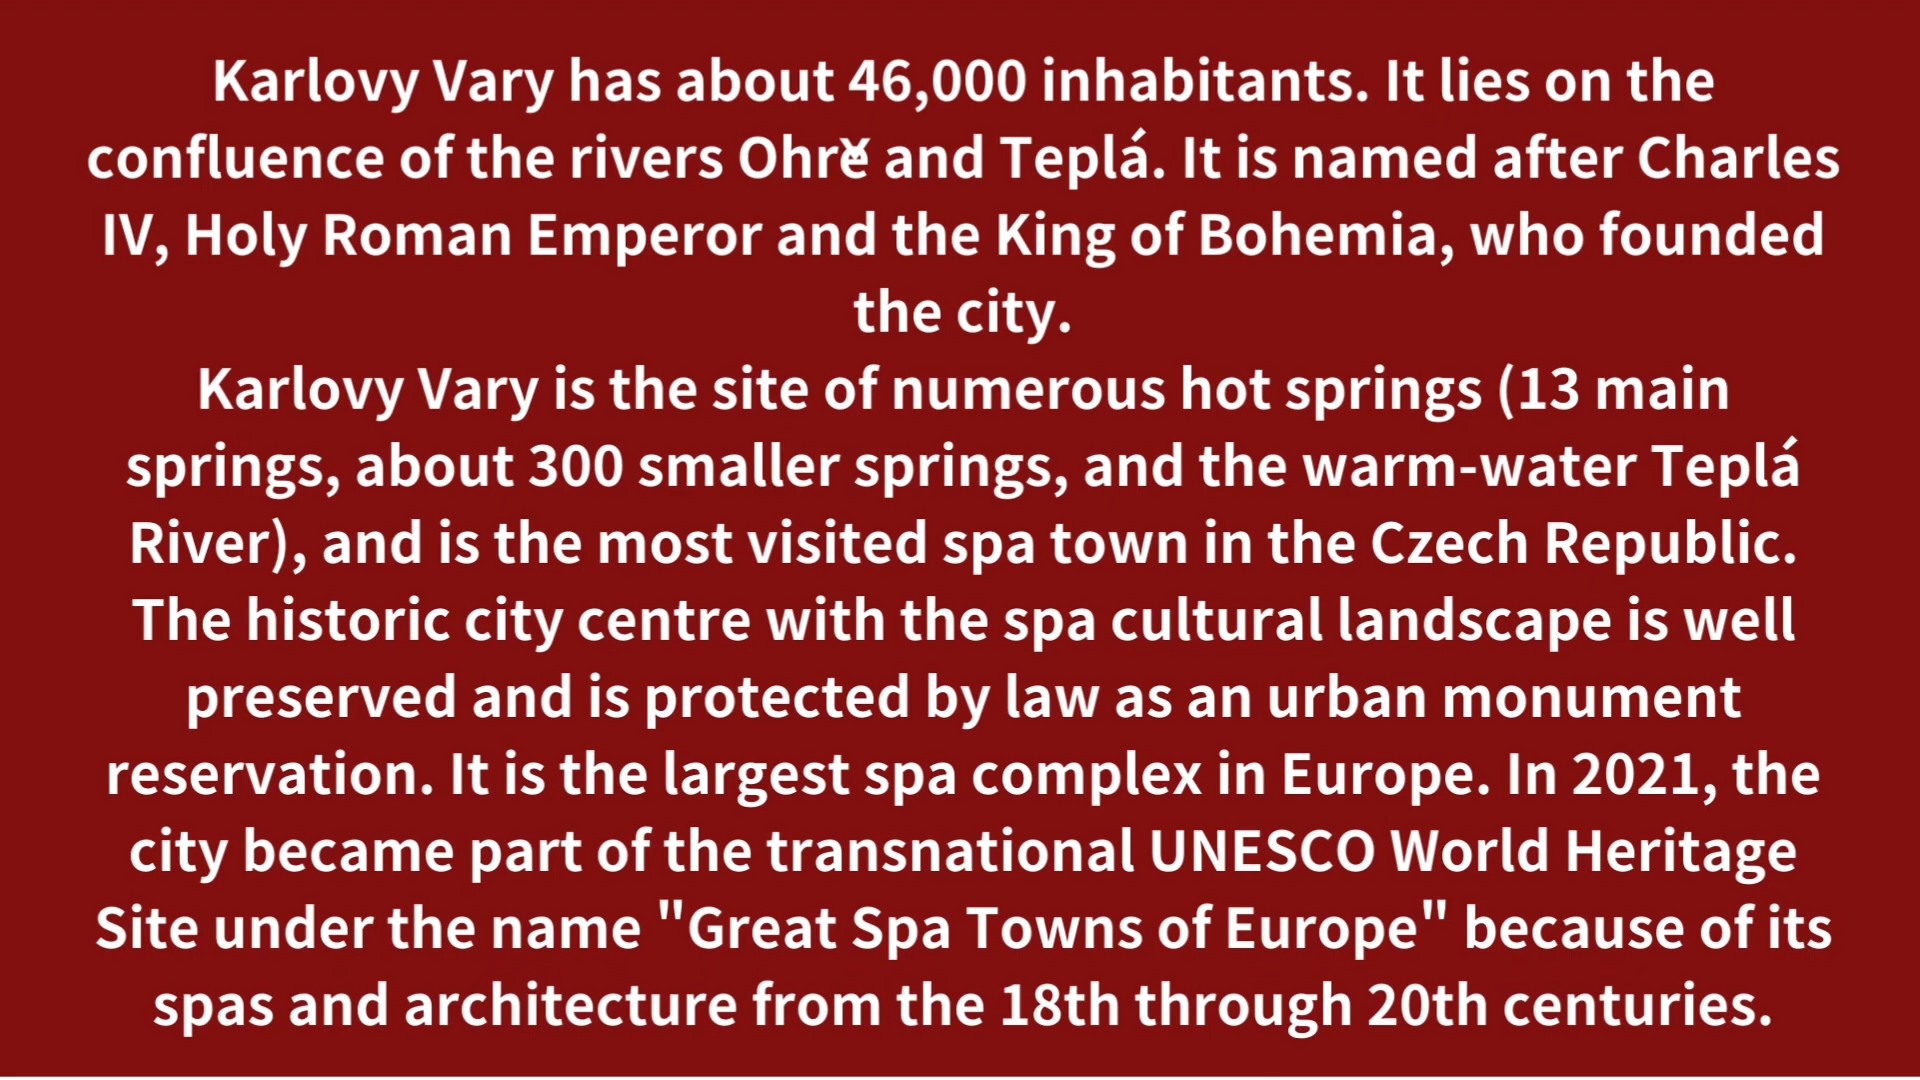 Karlovy Vary has about 46,000 inhabitants. It lies on the
confluence of the rivers Ohře and Teplá. It is named after Charles
IV, Holy Roman Emperor and the King of Bohemia, who founded
the city.
Karlovy Vary is the site of numerous hot springs (13 main
springs, about 300 smaller springs, and the warm-water Teplá
River), and is the most visited spa town in the Czech Republic.
The historic city centre with the spa cultural landscape is well
preserved and is protected by law as an urban monument
reservation. It is the largest spa complex in Europe. In 2021, the
city became part of the transnational UNESCO World Heritage
Site under the name "Great Spa Towns of Europe" because of its
spas and architecture from the 18th through 20th centuries.